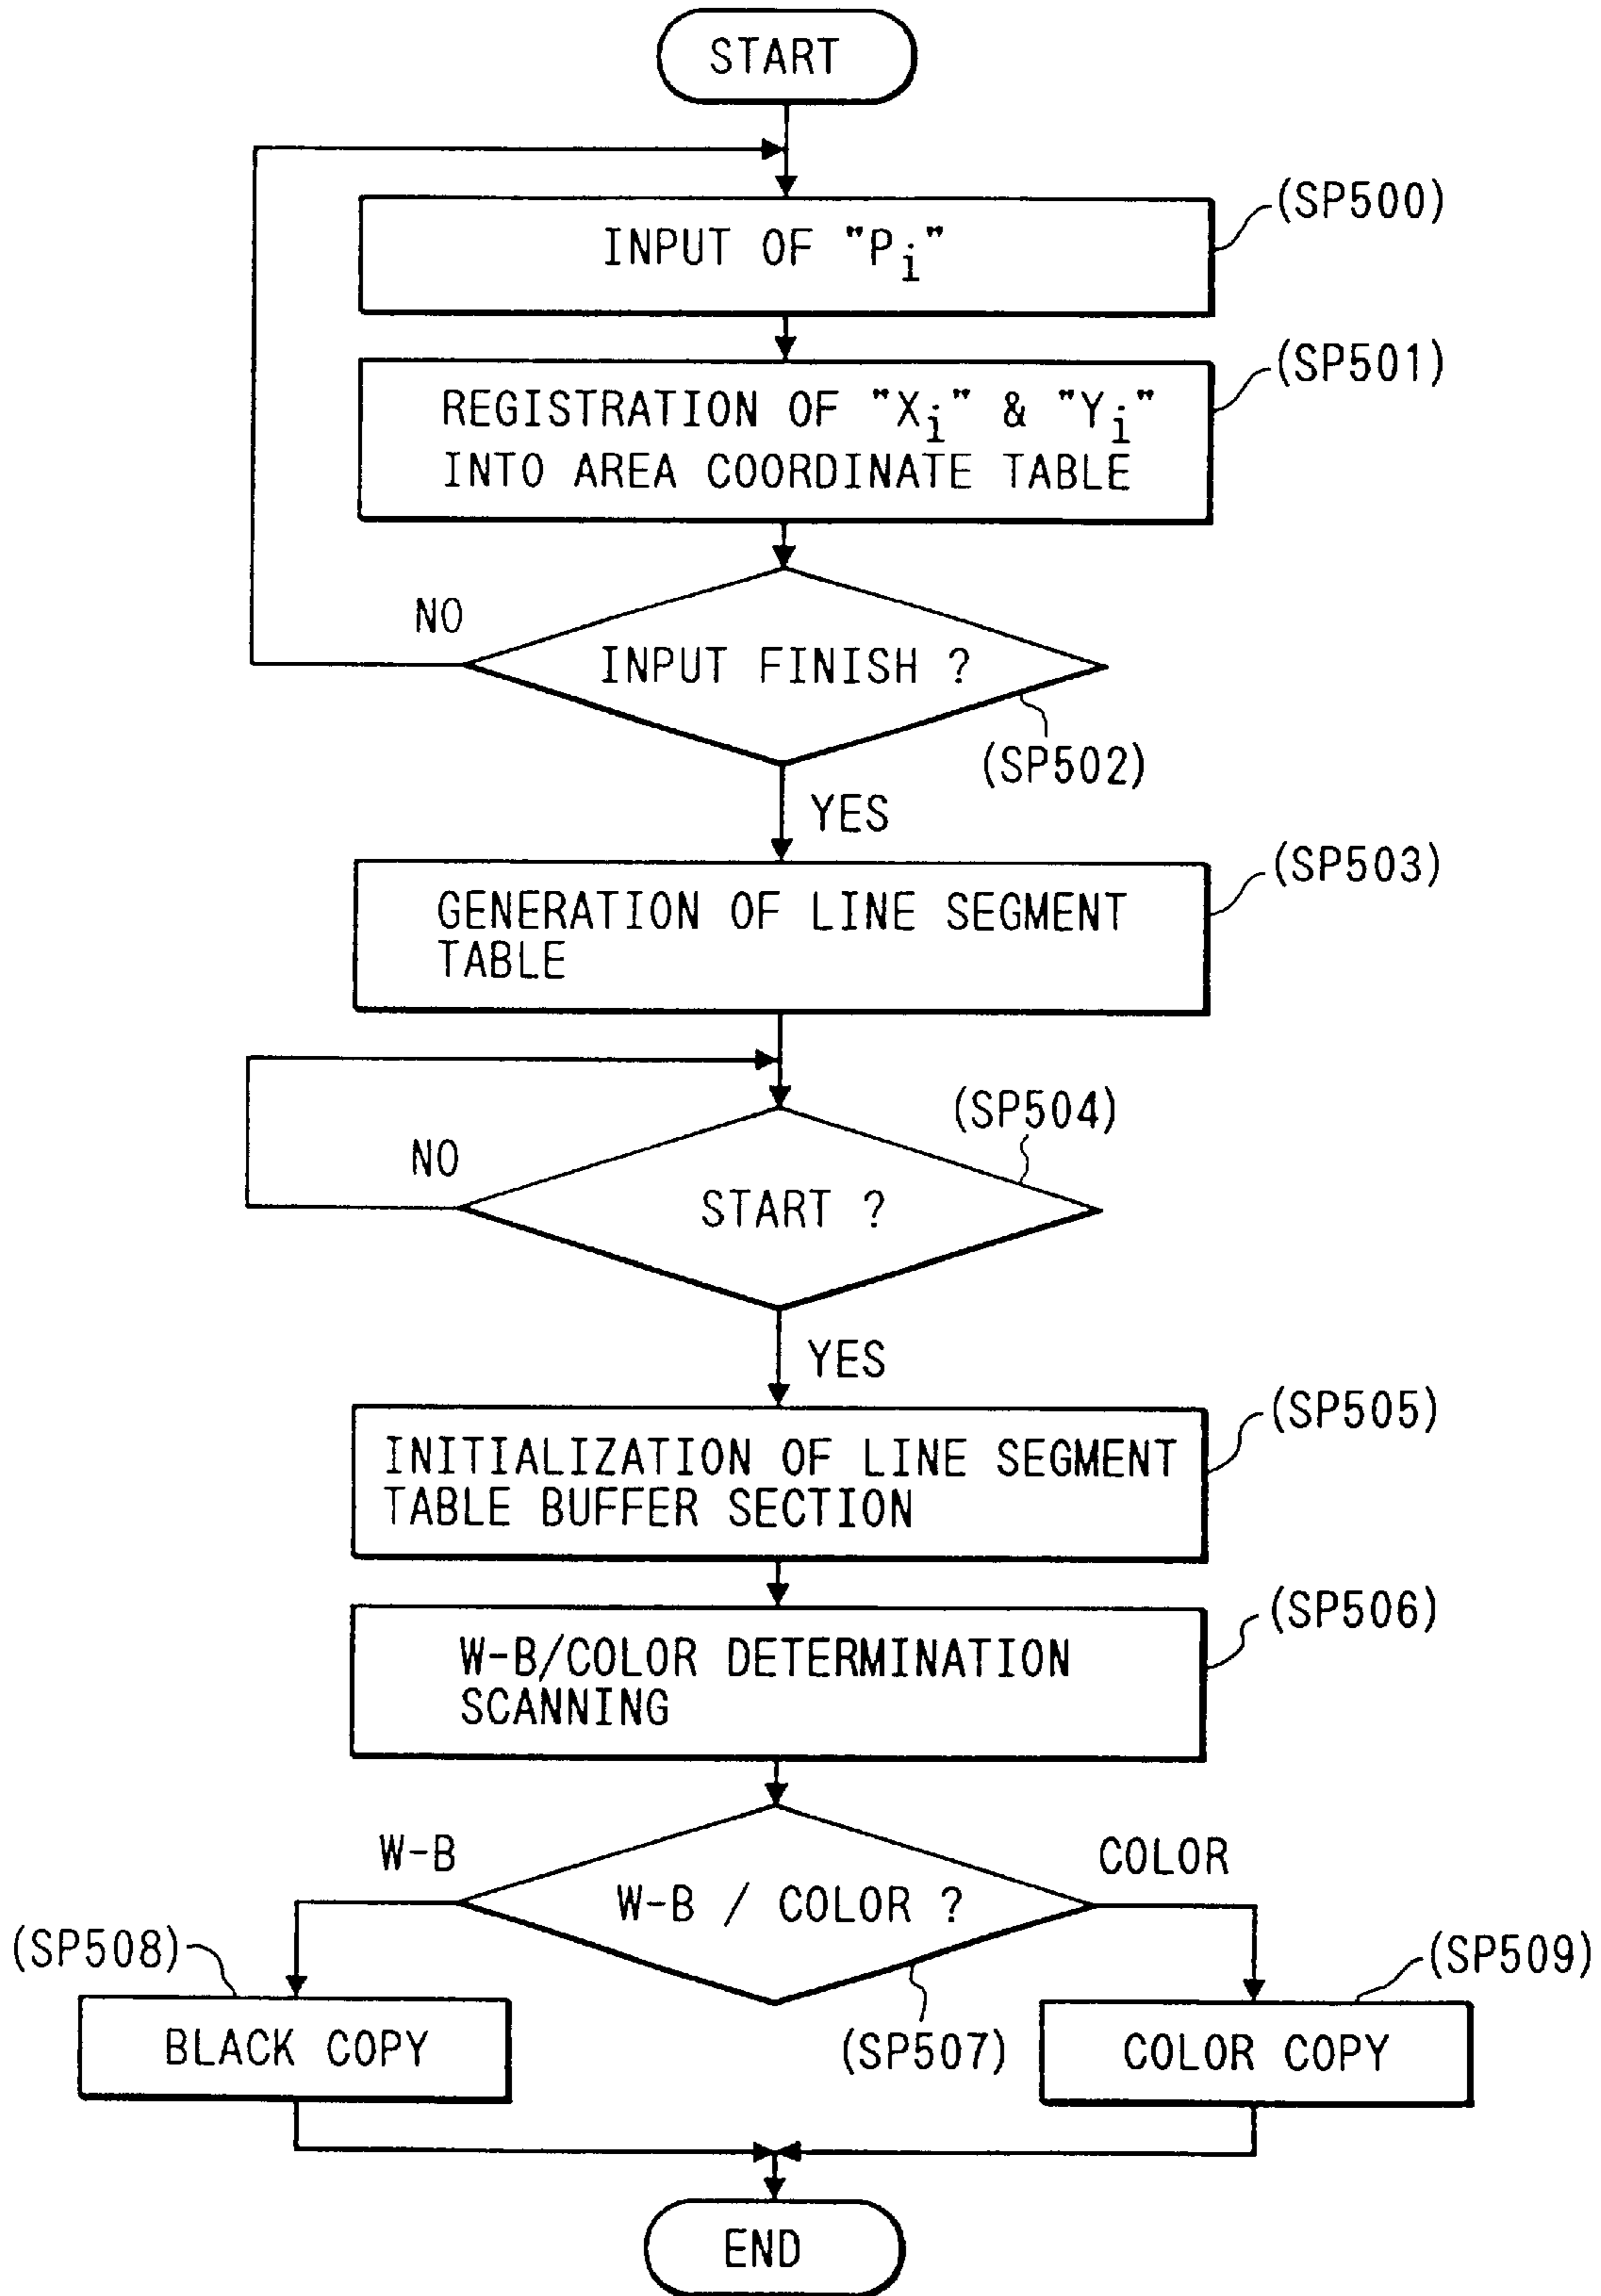 START
(SP500)
INPUT OF "Pi"
(SP501)
REGISTRATION OF "Xi" & "Yi"
INTO AREA COORDINATE TABLE
NO
INPUT FINISH ?
(SP502)
YES
(SP503)
GENERATION OF LINE SEGMENT
TABLE
(SP504)
NO
START ?
YES
(SP505)
INITIALIZATION OF LINE SEGMENT
TABLE BUFFER SECTION
(SP506)
W-B/COLOR DETERMINATION
SCANNING
W-B
COLOR
W-B / COLOR ?
(SP508)
(SP509)
BLACK COPY
(SP507)
COLOR COPY
END